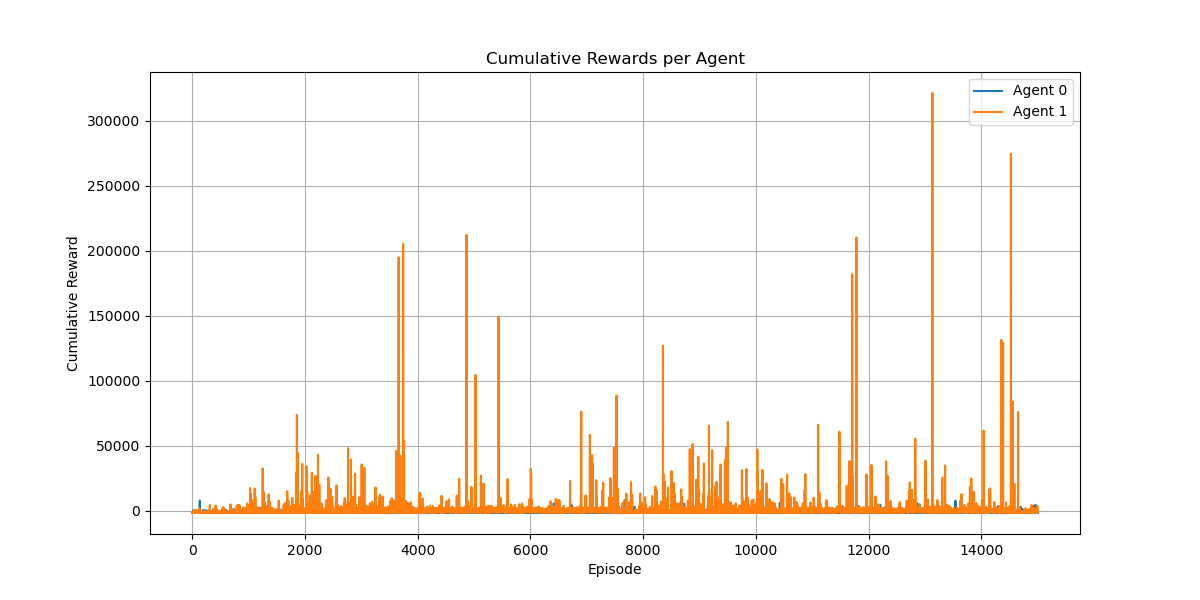 Cumulative Rewards per Agent
Agent 0
Agent 1
300000
250000
200000
150000
100000
50000
0
Cumulative Reward
0 2000 4000 6000 8000 10000 12000 14000
Episode